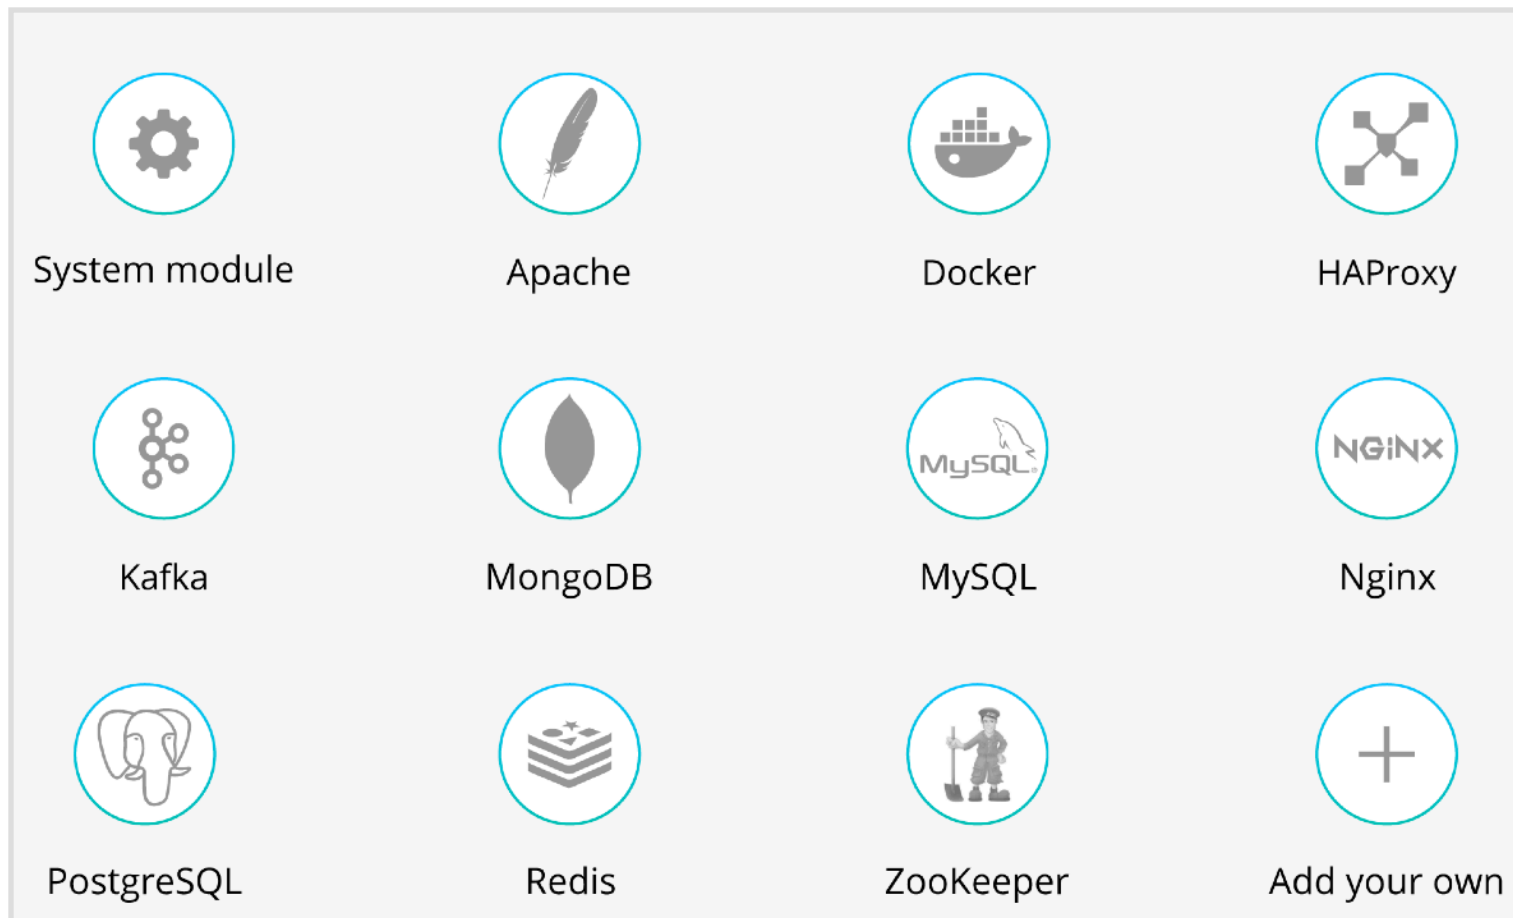 System module
Apache
Docker
HAProxy
MySQL®
NGiNX
Kafka
MongoDB
MySQL
Nginx
PostgreSQL
Redis
ZooKeeper
Add your own